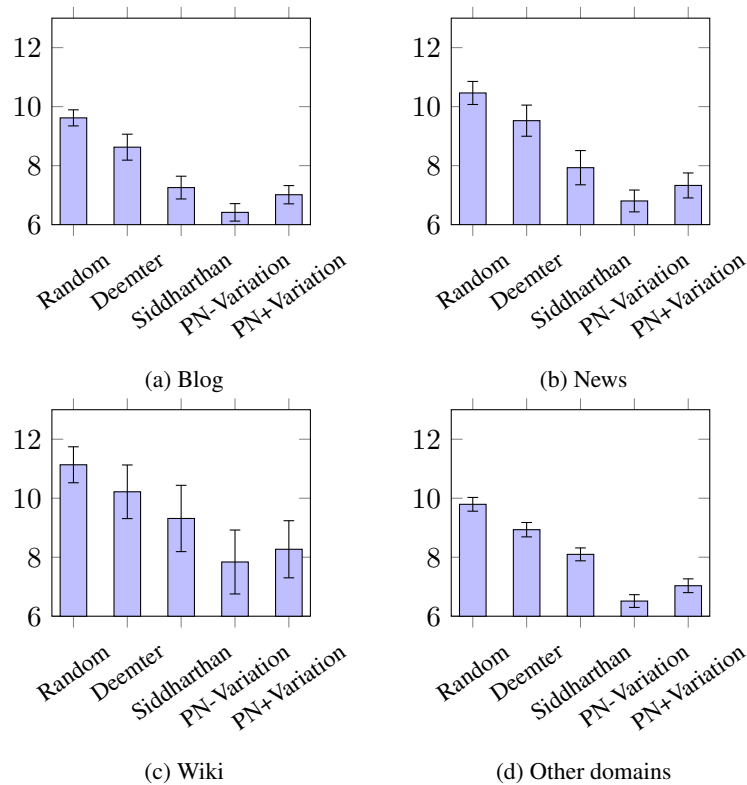 12
10
8
6
Random
Deemter
Siddharthan
PN-Variation
PN+Variation
(a) Blog
12
10
8
6
Random
Deemter
Siddharthan
PN-Variation
PN+Variation
(b) News
12
10
8
6
Random
Deemter
Siddharthan
PN-Variation
PN+Variation
(c) Wiki
12
10
8
6
Random
Deemter
Siddharthan
PN-Variation
PN+Variation
(d) Other domains